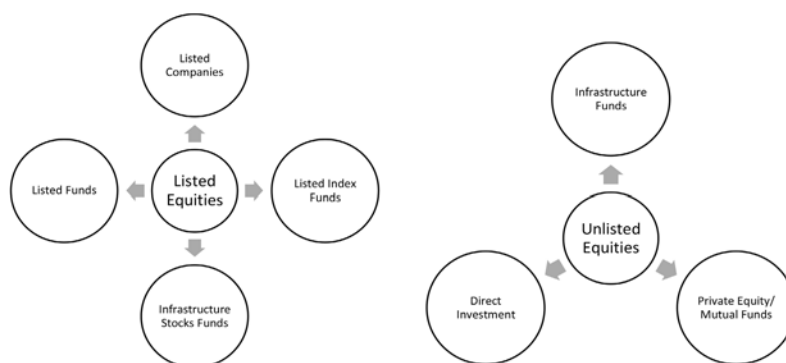 Listed
Companies
Listed Funds
Listed
Equities
Listed Index
Funds
Infrastructure
Stocks Funds
Infrastructure
Funds
Unlisted
Equities
Direct
Investment
Private Equity/
Mutual Funds